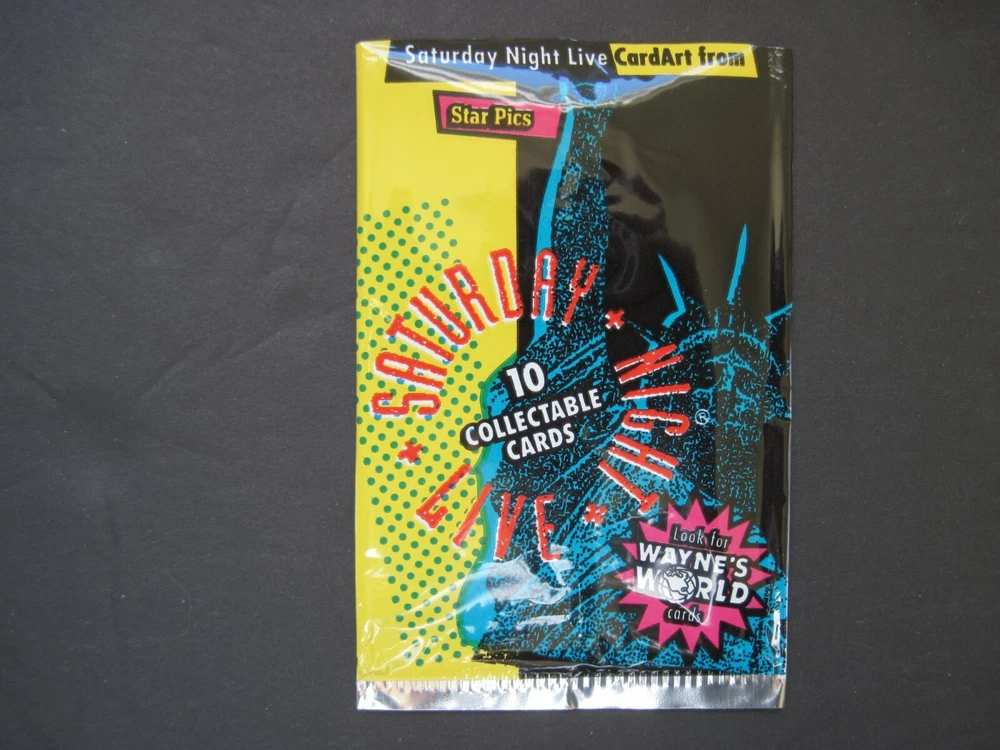 Saturday Night Live CardArt from
Star Pics
SATURDAY * NIGHT * LIVE *
®
10
COLLECTABLE
CARDS
Look for
WAYNE'S
WORLD
cards